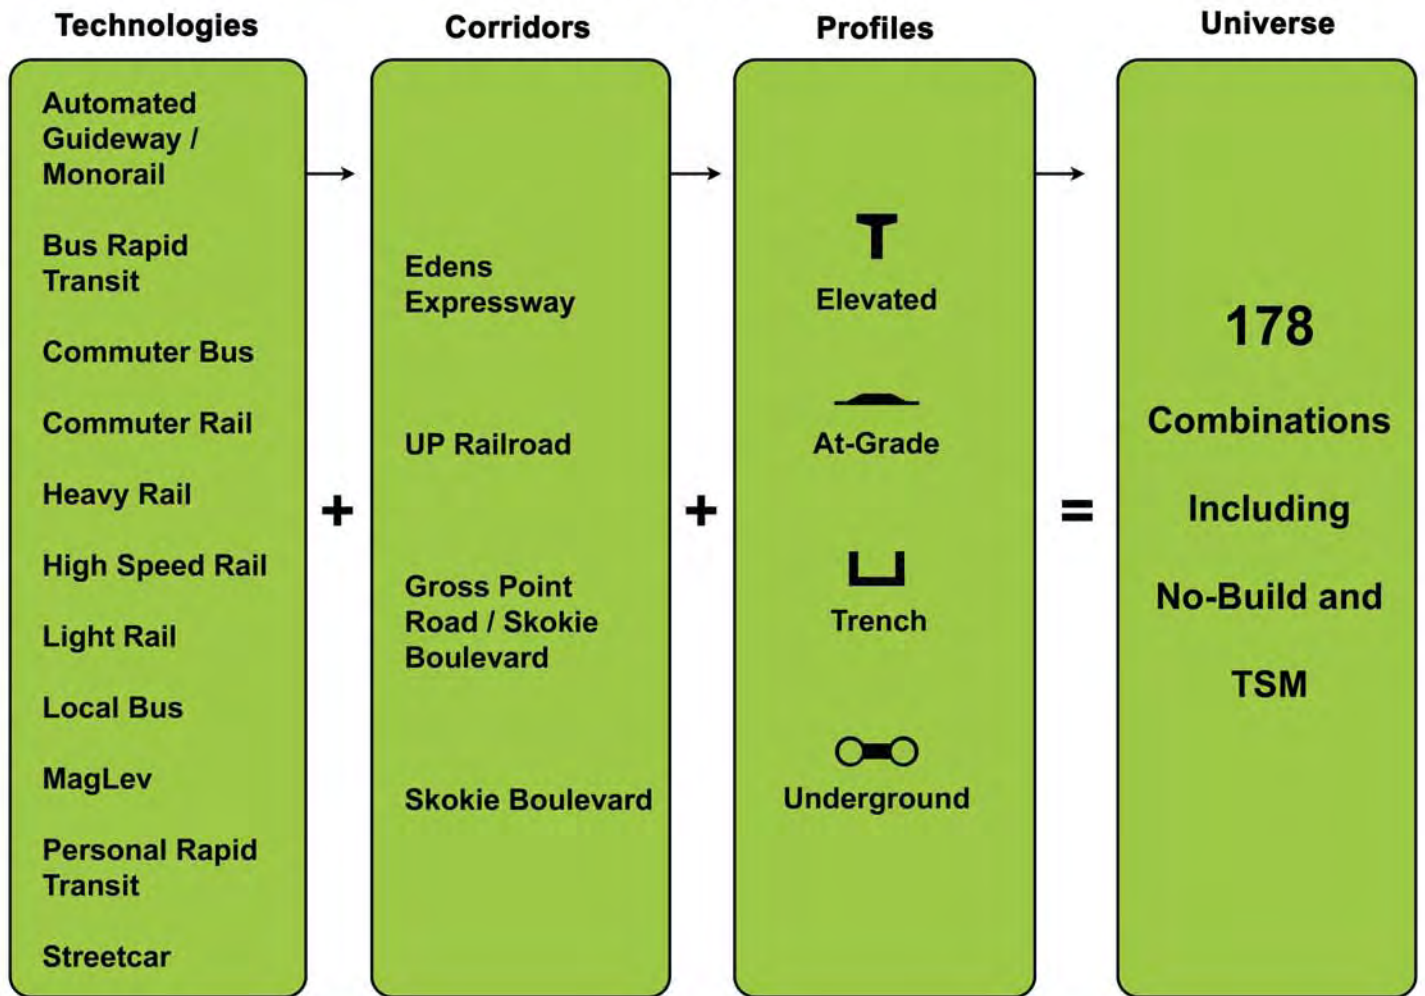 Technologies
Automated
Guideway /
Monorail
Bus Rapid
Transit
Commuter Bus
Commuter Rail
Heavy Rail
High Speed Rail
Light Rail
Local Bus
MagLev
Personal Rapid
Transit
Streetcar
+
Corridors
Edens
Expressway
UP Railroad
Gross Point
Road / Skokie
Boulevard
Skokie Boulevard
+
Profiles
Elevated
At-Grade
Trench
Underground
=
Universe
178
Combinations
Including
No-Build and
TSM